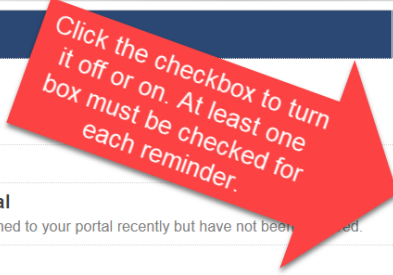 Click the checkbox to turn
it off or on. At least one
box must be checked for
each reminder.
al
ned to your portal recently but have not been